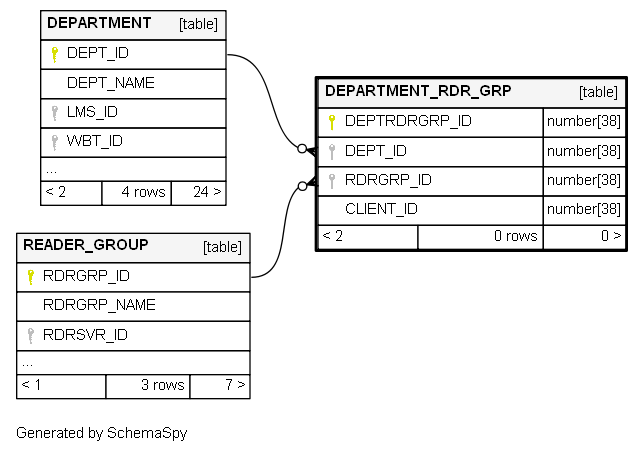 DEPARTMENT [table]
DEPT_ID
DEPT_NAME
LMS_ID
WBT_ID
...
< 2 4 rows 24 >
DEPARTMENT_RDR_GRP [table]
DEPTRDRGRP_ID number[38]
DEPT_ID number[38]
RDRGRP_ID number[38]
CLIENT_ID number[38]
< 2 0 rows 0 >
READER_GROUP [table]
RDRGRP_ID
RDRGRP_NAME
RDRSVR_ID
...
< 1 3 rows 7 >
Generated by SchemaSpy